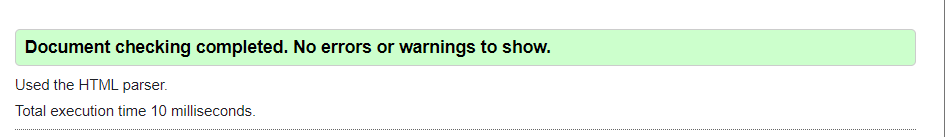 Document checking completed. No errors or warnings to show.
Used the HTML parser.
Total execution time 10 milliseconds.